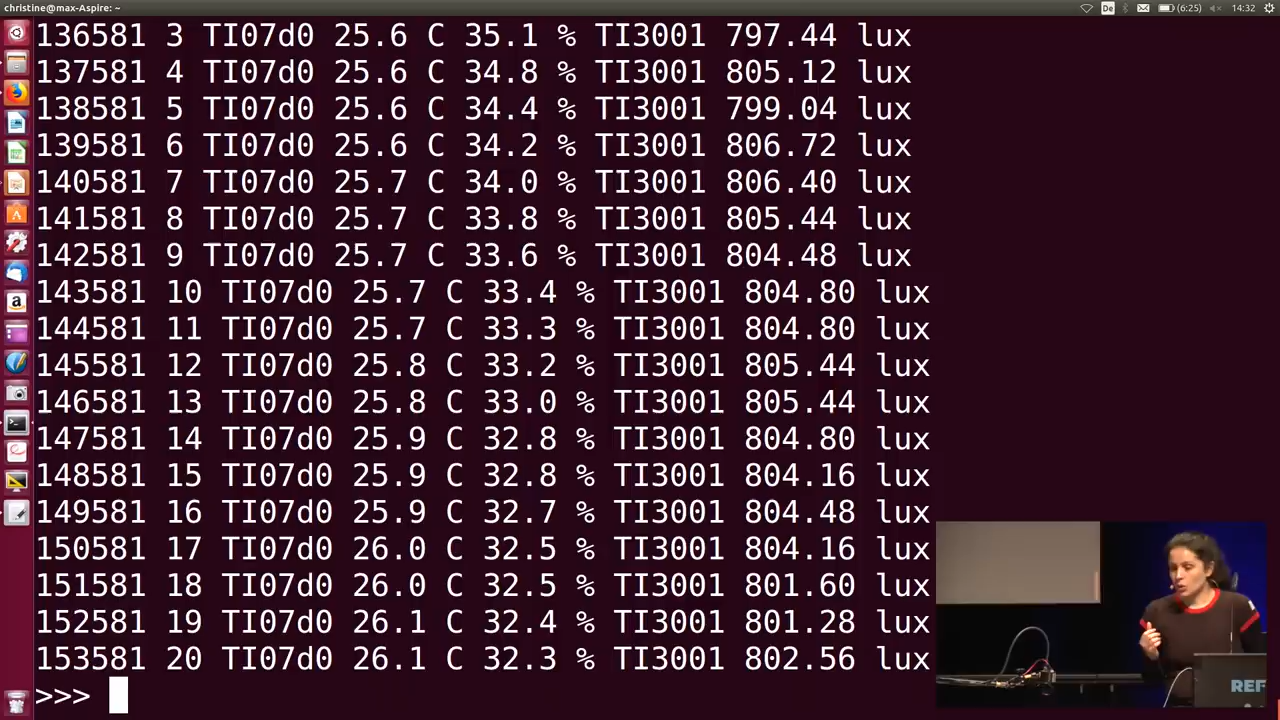 christine@max-Aspire: ~
De
(6:25)
14:32
136581 3 TI07d0 25.6 C 35.1 % TI3001 797.44 lux
137581 4 TI07d0 25.6 C 34.8 % TI3001 805.12 lux
138581 5 TI07d0 25.6 C 34.4 % TI3001 799.04 lux
139581 6 TI07d0 25.6 C 34.2 % TI3001 806.72 lux
140581 7 TI07d0 25.7 C 34.0 % TI3001 806.40 lux
141581 8 TI07d0 25.7 C 33.8 % TI3001 805.44 lux
142581 9 TI07d0 25.7 C 33.6 % TI3001 804.48 lux
143581 10 TI07d0 25.7 C 33.4 % TI3001 804.80 lux
144581 11 TI07d0 25.7 C 33.3 % TI3001 804.80 lux
145581 12 TI07d0 25.8 C 33.2 % TI3001 805.44 lux
146581 13 TI07d0 25.8 C 33.0 % TI3001 805.44 lux
147581 14 TI07d0 25.9 C 32.8 % TI3001 804.80 lux
148581 15 TI07d0 25.9 C 32.8 % TI3001 804.16 lux
149581 16 TI07d0 25.9 C 32.7 % TI3001 804.48 lux
150581 17 TI07d0 26.0 C 32.5 % TI3001 804.16 lux
151581 18 TI07d0 26.0 C 32.5 % TI3001 801.60 lux
152581 19 TI07d0 26.1 C 32.4 % TI3001 801.28 lux
153581 20 TI07d0 26.1 C 32.3 % TI3001 802.56 lux
>>>
REF